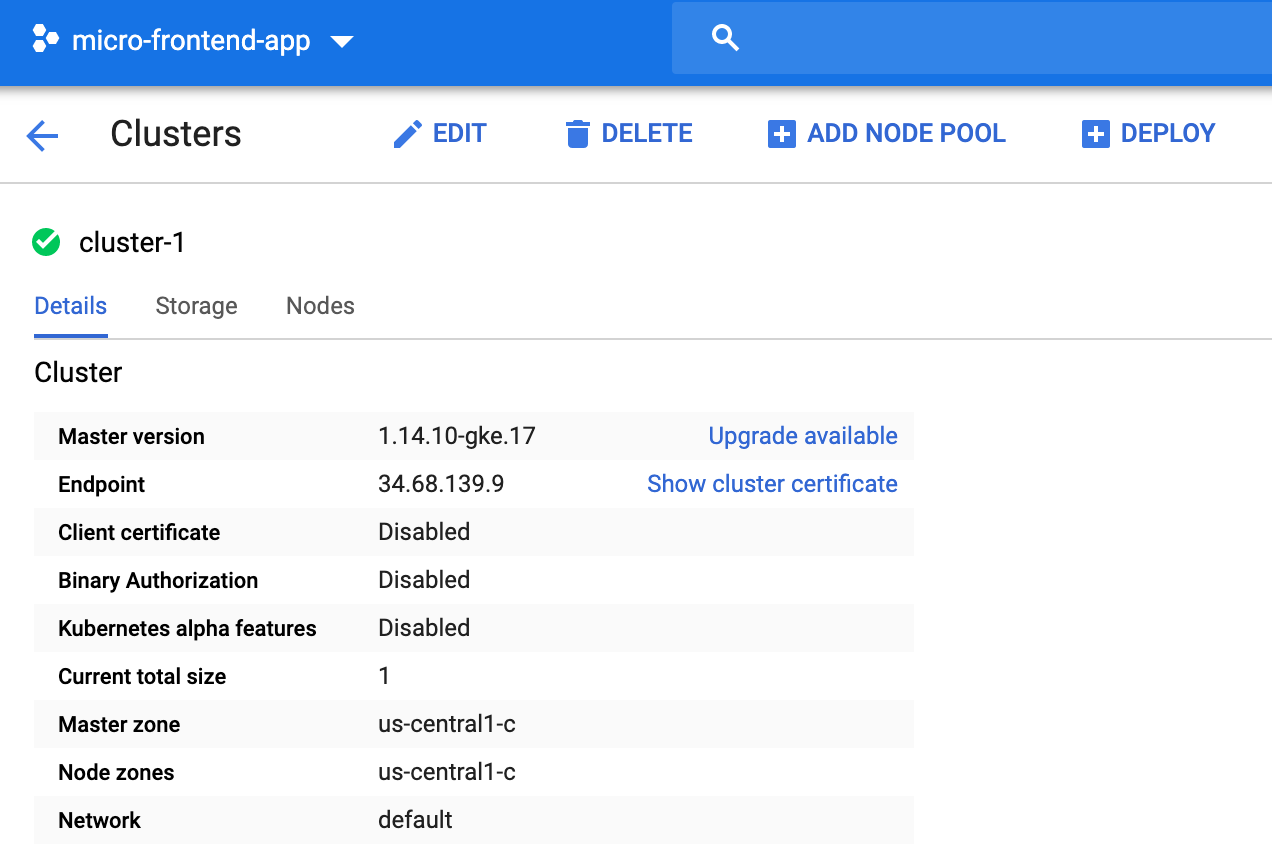 micro-frontend-app
Clusters EDIT DELETE ADD NODE POOL DEPLOY
cluster-1
Details Storage Nodes
Cluster
Master version 1.14.10-gke.17 Upgrade available
Endpoint 34.68.139.9 Show cluster certificate
Client certificate Disabled
Binary Authorization Disabled
Kubernetes alpha features Disabled
Current total size 1
Master zone us-central1-c
Node zones us-central1-c
Network default